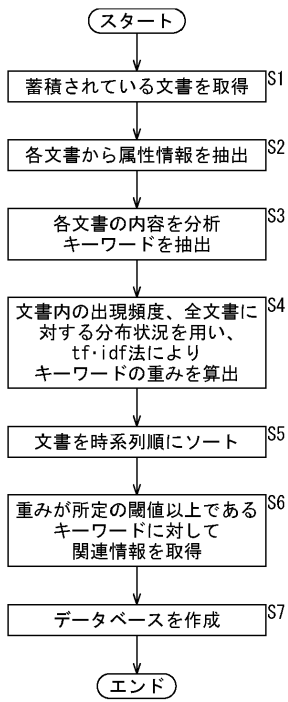 スタート
蓄積されている文書を取得
S1
各文書から属性情報を抽出
S2
各文書の内容を分析
キーワードを抽出
S3
文書内の出現頻度、全文書に
対する分布状況を用い、
tf・idf法により
キーワードの重みを算出
S4
文書を時系列順にソート
S5
重みが所定の閾値以上である
キーワードに対して
関連情報を取得
S6
データベースを作成
S7
エンド